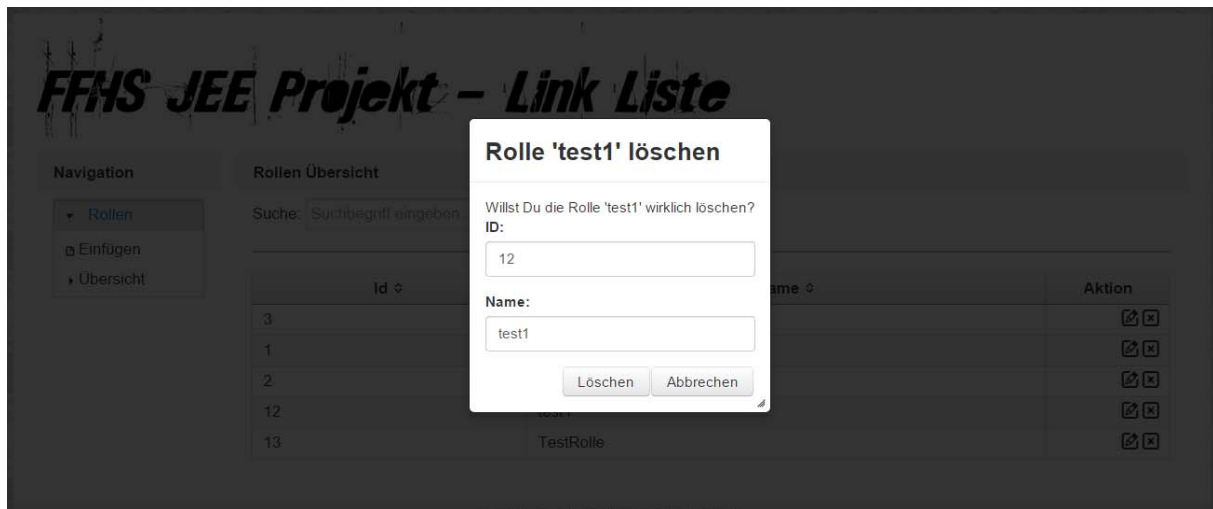 FFHS JEE Projekt - Link Liste
Navigation
Rollen
Einfügen
Übersicht
Rollen Übersicht
Suche: Suchbegriff eingeben
Rolle 'test1' löschen
Willst Du die Rolle 'test1' wirklich löschen?
ID:
12
Name:
test1
Löschen Abbrechen
Id Aktion
3
1
2
12 test1
13 TestRolle